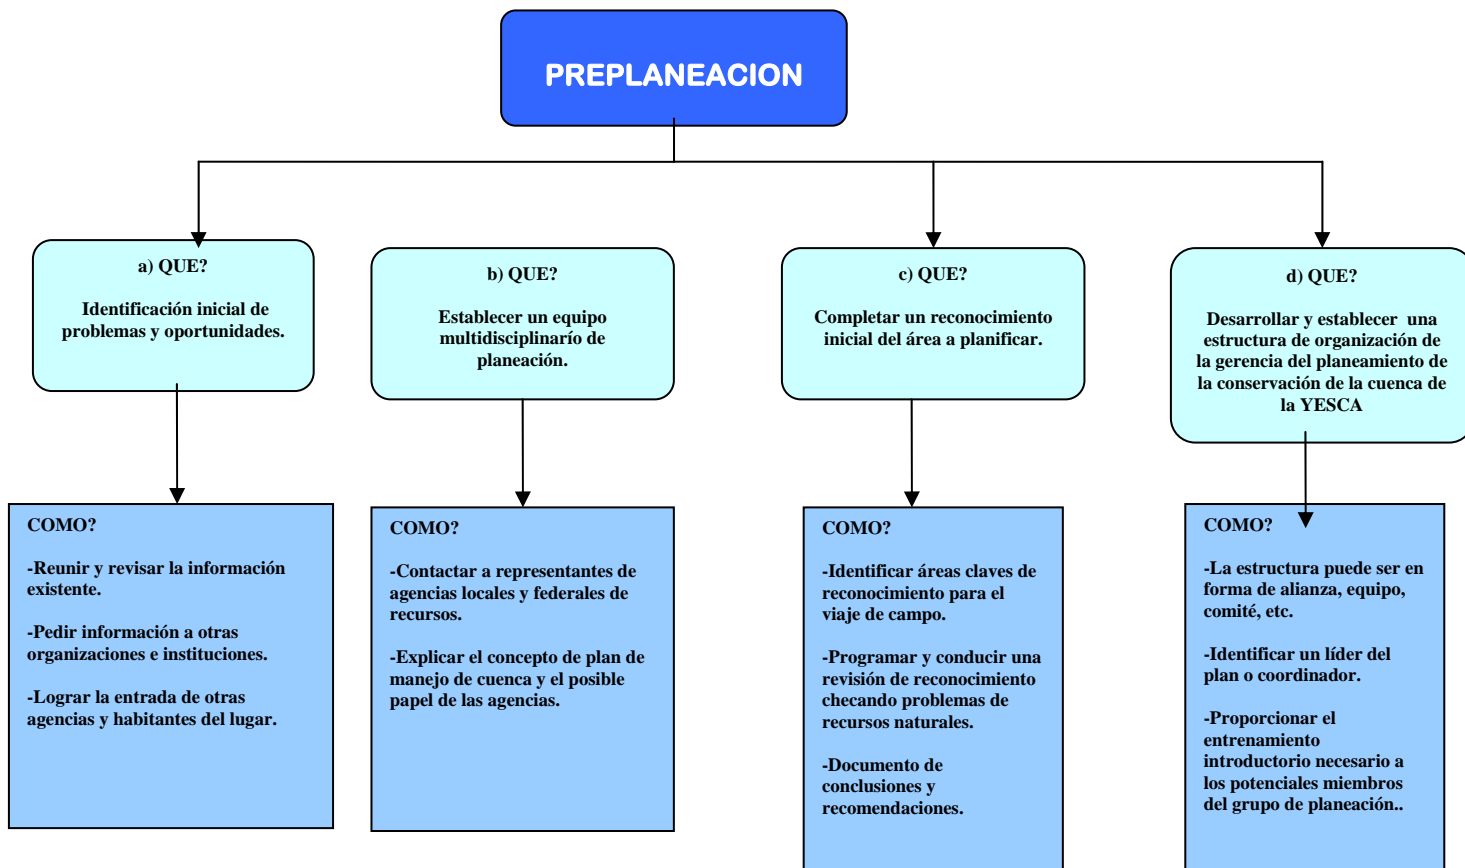 PREPLANEACION
a) QUE?
Identificación inicial de
problemas y oportunidades.
b) QUE?
Establecer un equipo
multidisciplinarío de
planeación.
c) QUE?
Completar un reconocimiento
inicial del área a planificar.
d) QUE?
Desarrollar y establecer una
estructura de organización de
la gerencia del planeamiento de
la conservación de la cuenca de
la YESCA
COMO?
-Reunir y revisar la información
existente.
-Pedir información a otras
organizaciones e instituciones.
-Lograr la entrada de otras
agencias y habitantes del lugar.
COMO?
-Contactar a representantes de
agencias locales y federales de
recursos.
-Explicar el concepto de plan de
manejo de cuenca y el posible
papel de las agencias.
COMO?
-Identificar áreas claves de
reconocimiento para el
viaje de campo.
-Programar y conducir una
revisión de reconocimiento
checando problemas de
recursos naturales.
-Documento de
conclusiones y
recomendaciones.
COMO?
-La estructura puede ser en
forma de alianza, equipo,
comité, etc.
-Identificar un líder del
plan o coordinador.
-Proporcionar el
entrenamiento
introductorio necesario a
los potenciales miembros
del grupo de planeación..